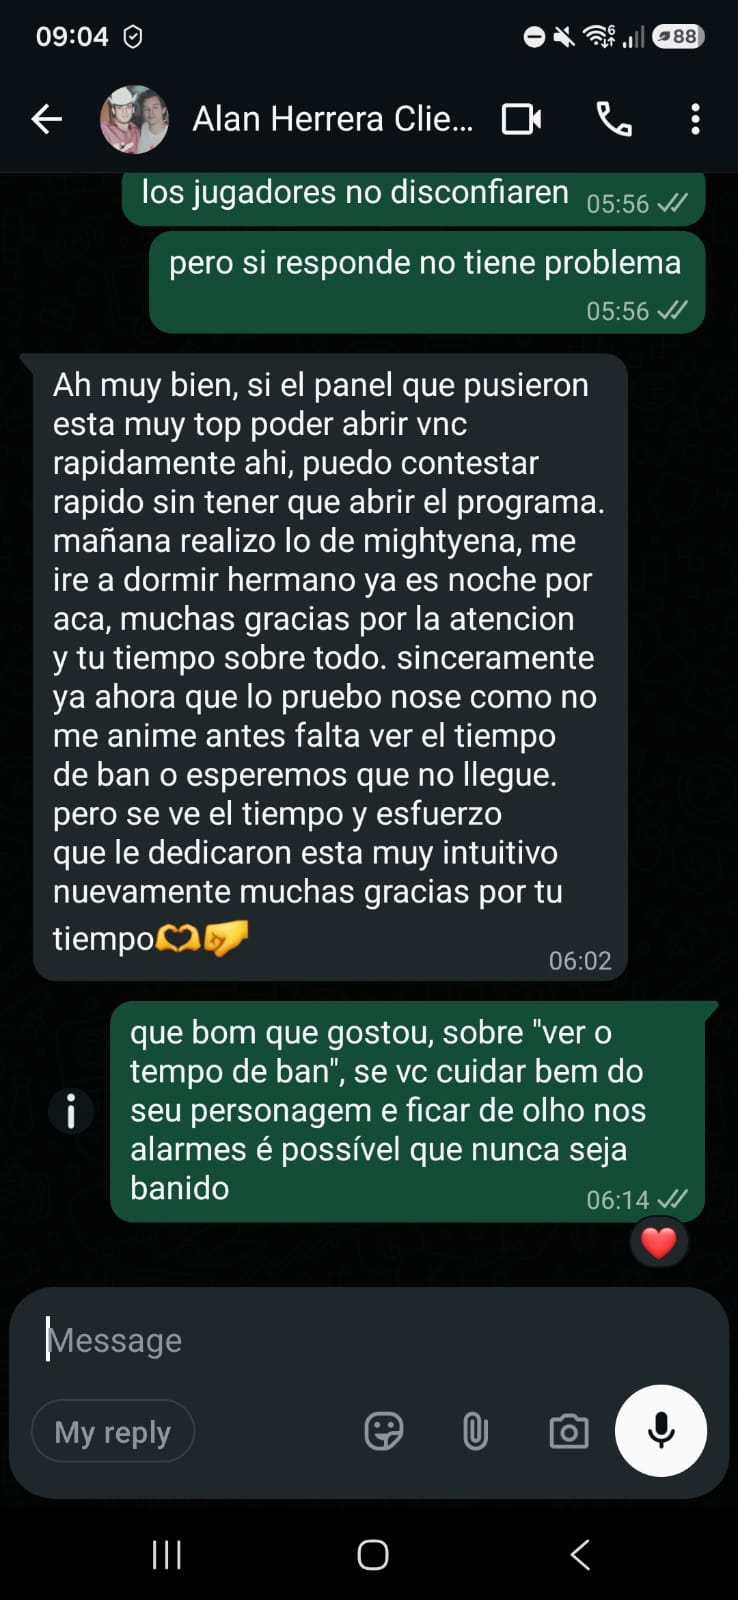 09:04
88
Alan Herrera Clie...
los jugadores no disconfiaren 05:56
pero si responde no tiene problema
05:56
Ah muy bien, si el panel que pusieron
esta muy top poder abrir vnc
rapidamente ahi, puedo contestar
rapido sin tener que abrir el programa.
mañana realizo lo de mightyena, me
ire a dormir hermano ya es noche por
aca, muchas gracias por la atencion
y tu tiempo sobre todo. sinceramente
ya ahora que lo pruebo nose como no
me anime antes falta ver el tiempo
de ban o esperemos que no llegue.
pero se ve el tiempo y esfuerzo
que le dedicaron esta muy intuitivo
nuevamente muchas gracias por tu
tiempo🫶🤛
06:02
que bom que gostou, sobre "ver o
tempo de ban", se vc cuidar bem do
seu personagem e ficar de olho nos
alarmes é possível que nunca seja
banido
06:14
Message
My reply